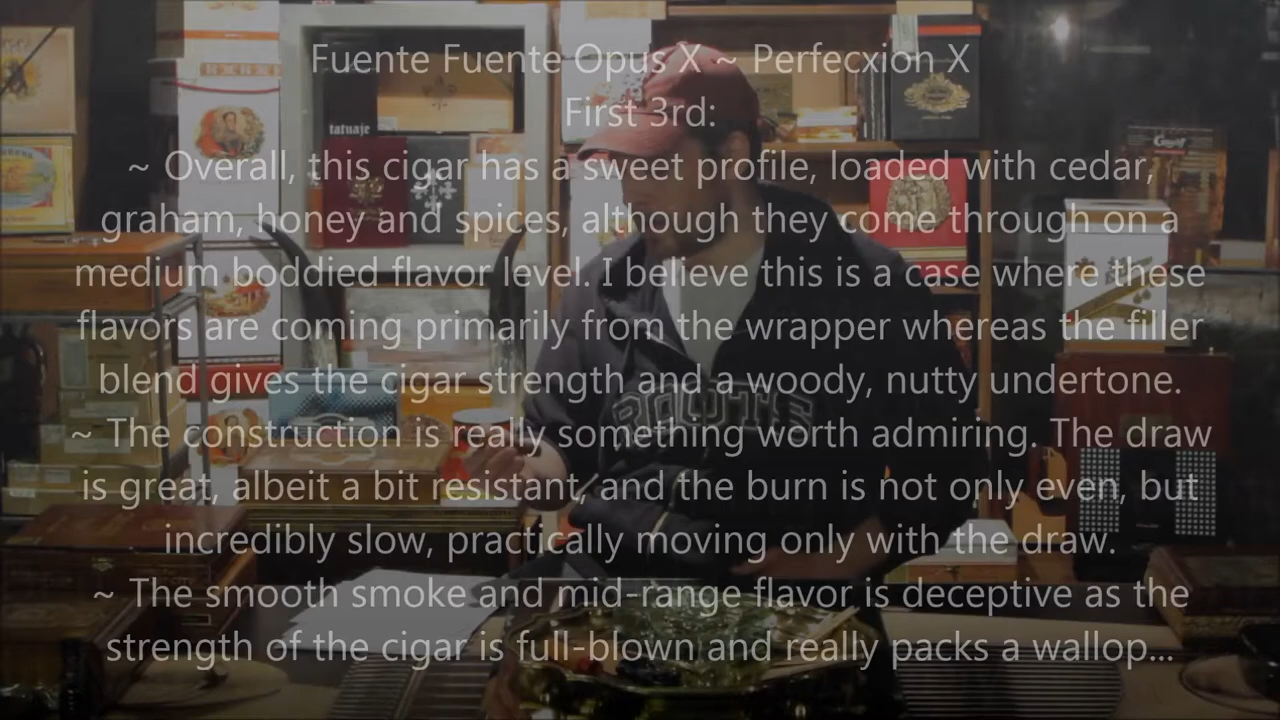 Fuente Fuente Opus X ~ Perfecxion X
First 3rd:
~ Overall, this cigar has a sweet profile, loaded with cedar,
graham, honey and spices, although they come through on a
medium boddied flavor level. I believe this is a case where these
flavors are coming primarily from the wrapper whereas the filler
blend gives the cigar strength and a woody, nutty undertone.
~ The construction is really something worth admiring. The draw
is great, albeit a bit resistant, and the burn is not only even, but
incredibly slow, practically moving only with the draw.
~ The smooth smoke and mid-range flavor is deceptive as the
strength of the cigar is full-blown and really packs a wallop...
tatuaje